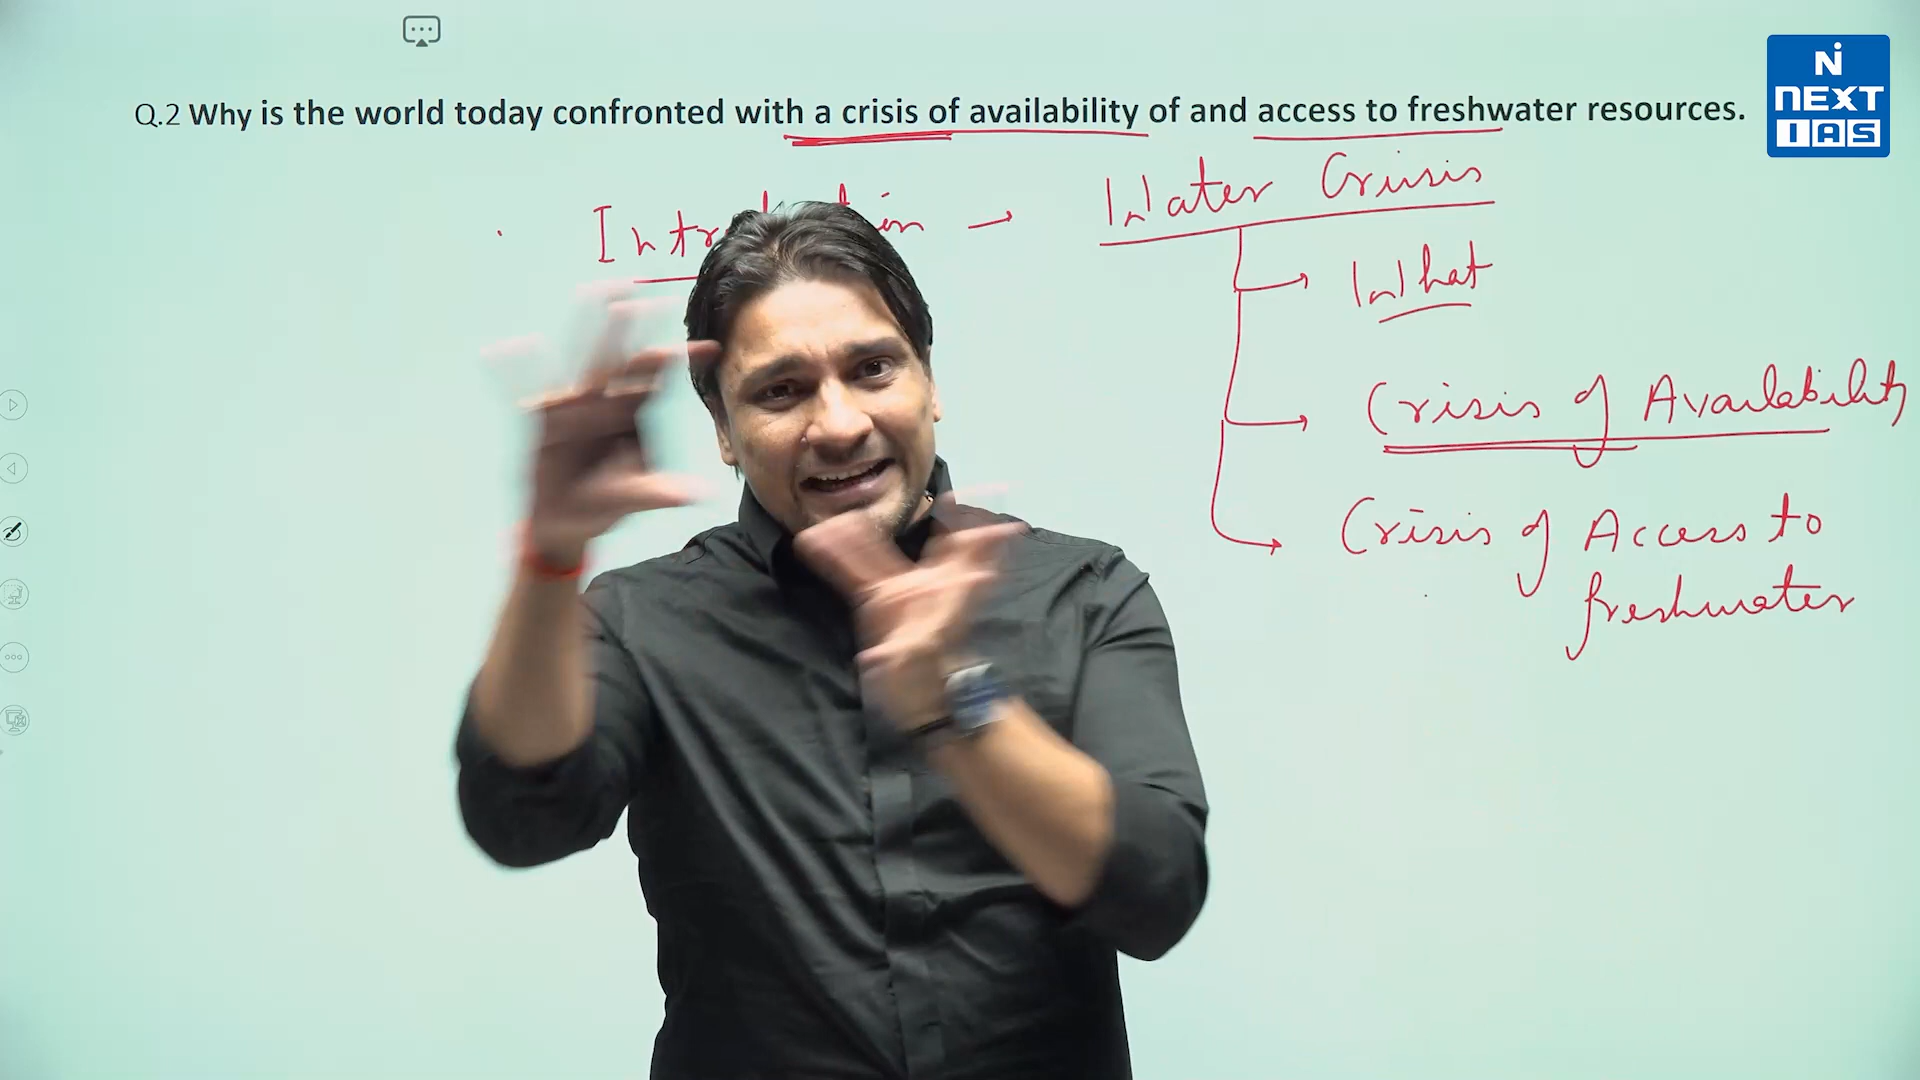 Q.2 Why is the world today confronted with a crisis of availability of and access to freshwater resources.
NEXT
IAS
→ Water Crisis
→ What
→ Crisis of Availability
→ Crisis of Access to
freshwater